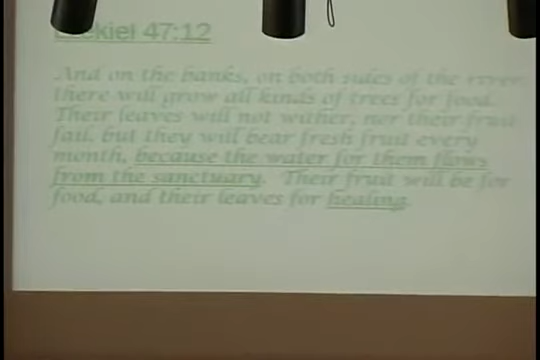 Ezekiel 47:12
And on the banks, on both sides of the river
there will grow all kinds of trees for food.
Their leaves will not wither, nor their fruit
fail, but they will bear fresh fruit every
month, because the water for them flows
from the sanctuary. Their fruit will be for
food, and their leaves for healing.